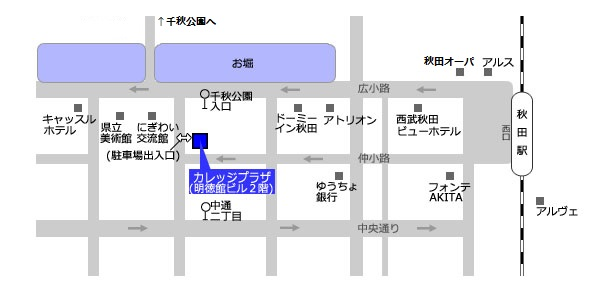 ↑千秋公園へ
お堀
秋田オーパ
アルス
広小路
千秋公園
入口
キャッスル
ホテル
県立
美術館
にぎわい
交流館
(駐車場出入口)
ドーミー
イン秋田
アトリオン
西武秋田
ビューホテル
西口
秋田駅
仲小路
カレッジプラザ
(明徳館ビル2階)
ゆうちょ
銀行
フォンテ
AKITA
アルヴェ
中通
二丁目
中央通り